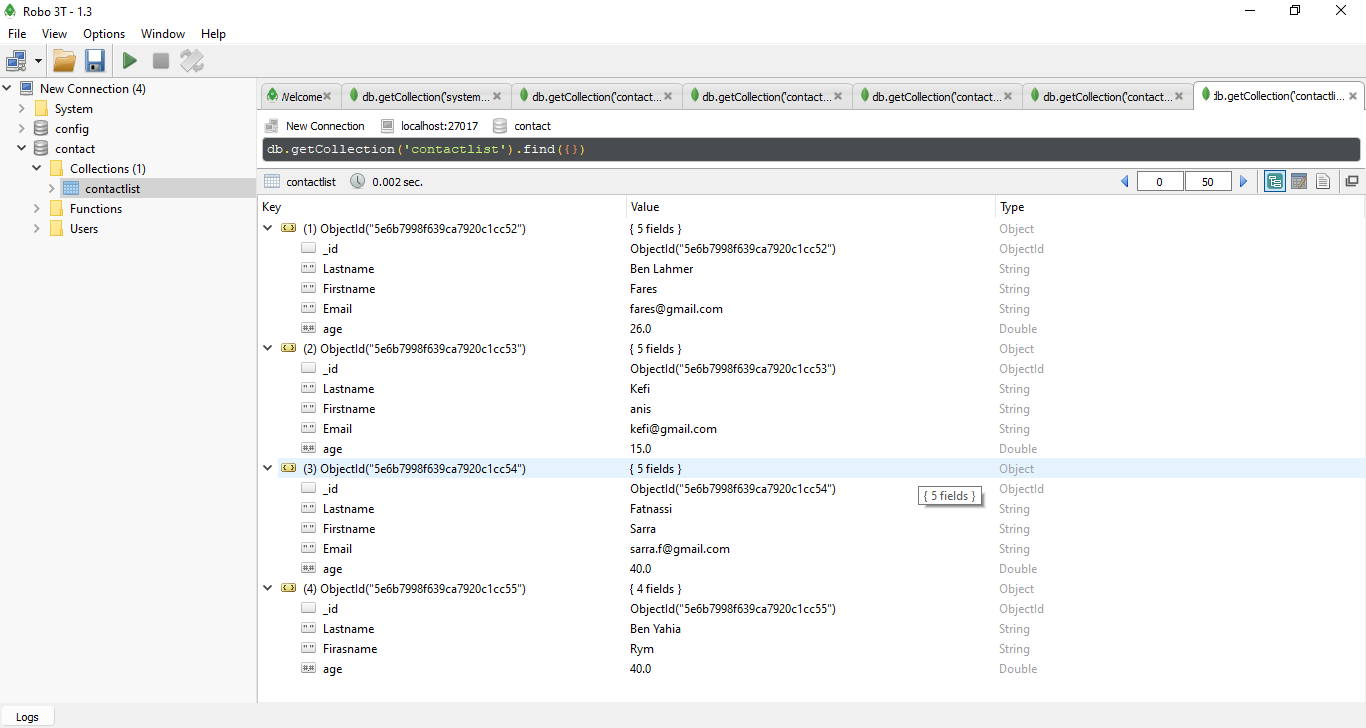 Robo 3T - 1.3
File View Options Window Help
New Connection (4)
System
config
contact
Collections (1)
contactlist
Functions
Users
Welcome db.getCollection('system... db.getCollection('contact... db.getCollection('contact... db.getCollection('contact... db.getCollection('contact... db.getCollection('contactli...
New Connection localhost:27017 contact
db.getCollection('contactlist').find({})
contactlist 0.002 sec. 0 50
Key Value Type
(1) ObjectId("5e6b7998f639ca7920c1cc52") { 5 fields } Object
_id ObjectId("5e6b7998f639ca7920c1cc52") ObjectId
Lastname Ben Lahmer String
Firstname Fares String
Email fares@gmail.com String
age 26.0 Double
(2) ObjectId("5e6b7998f639ca7920c1cc53") { 5 fields } Object
_id ObjectId("5e6b7998f639ca7920c1cc53") ObjectId
Lastname Kefi String
Firstname anis String
Email kefi@gmail.com String
age 15.0 Double
(3) ObjectId("5e6b7998f639ca7920c1cc54") { 5 fields } Object
_id ObjectId("5e6b7998f639ca7920c1cc54") { 5 fields } ObjectId
Lastname Fatnassi String
Firstname Sarra String
Email sarra.f@gmail.com String
age 40.0 Double
(4) ObjectId("5e6b7998f639ca7920c1cc55") { 4 fields } Object
_id ObjectId("5e6b7998f639ca7920c1cc55") ObjectId
Lastname Ben Yahia String
Firasname Rym String
age 40.0 Double
Logs